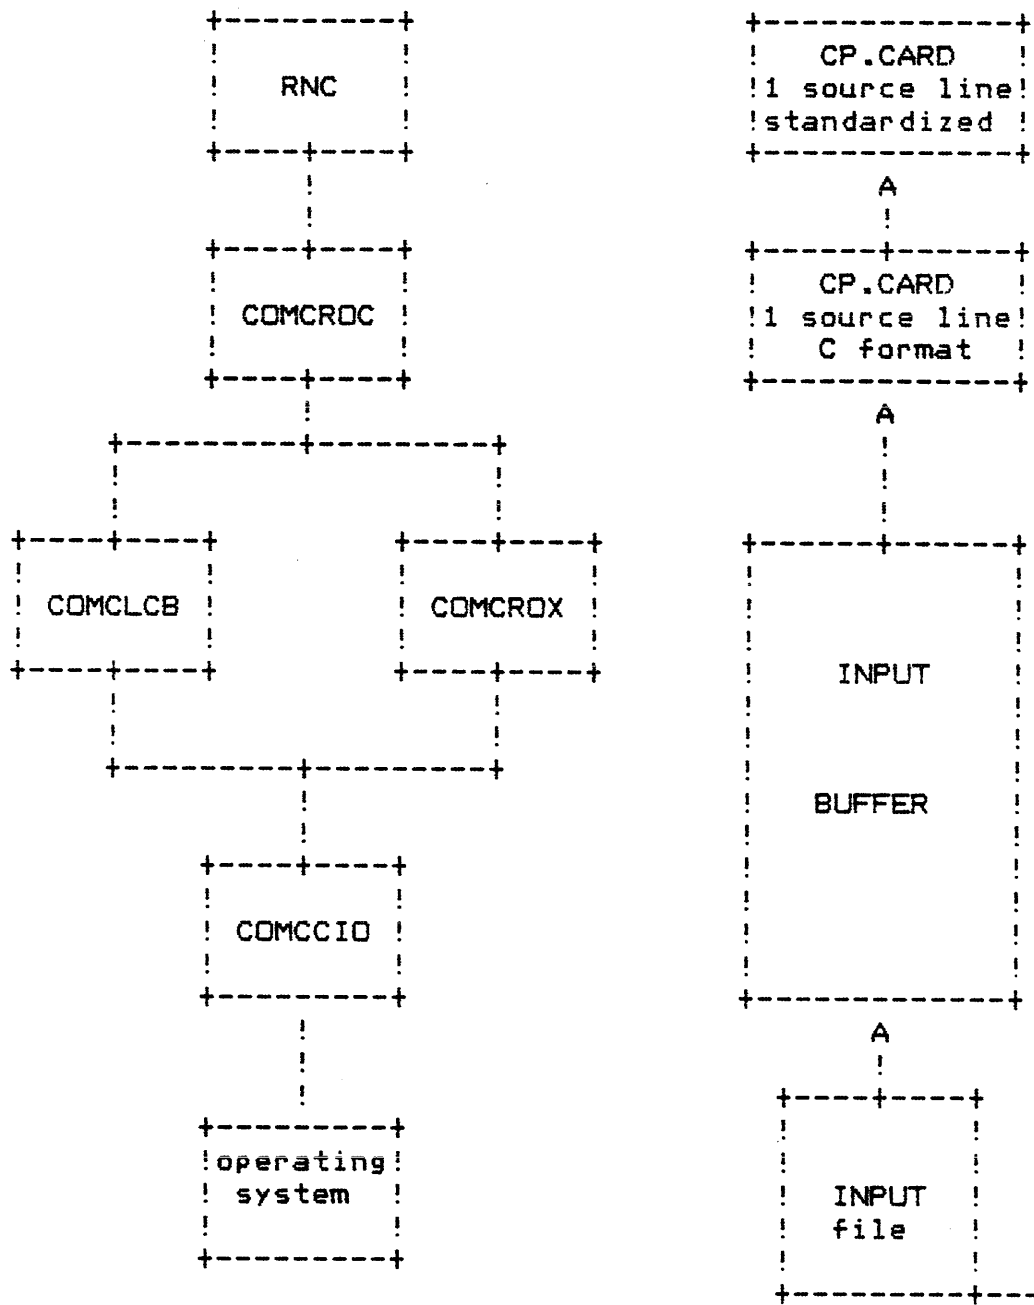 RNC
COMCROC
COMCLCB
COMCROX
COMCCIO
operating
system
CP.CARD
1 source line
standardized
CP.CARD
1 source line
C format
INPUT
BUFFER
INPUT
file